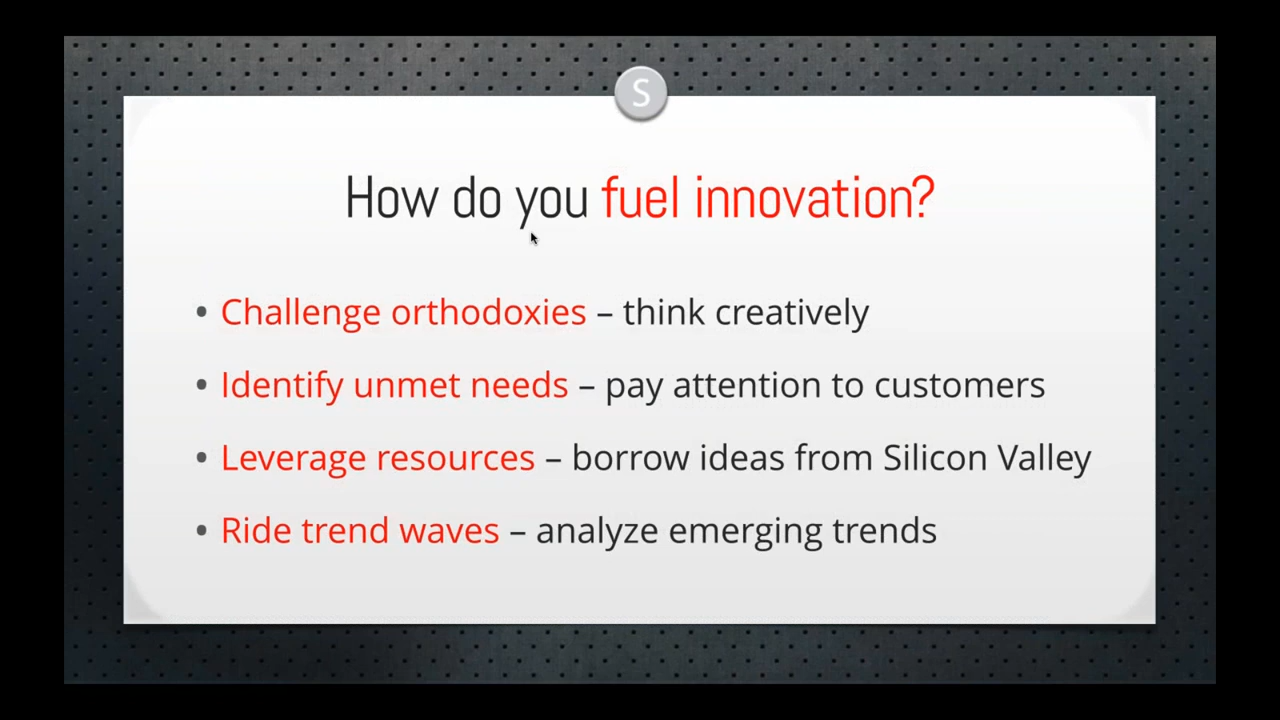 S
How do you fuel innovation?
• Challenge orthodoxies – think creatively
• Identify unmet needs – pay attention to customers
• Leverage resources – borrow ideas from Silicon Valley
• Ride trend waves – analyze emerging trends